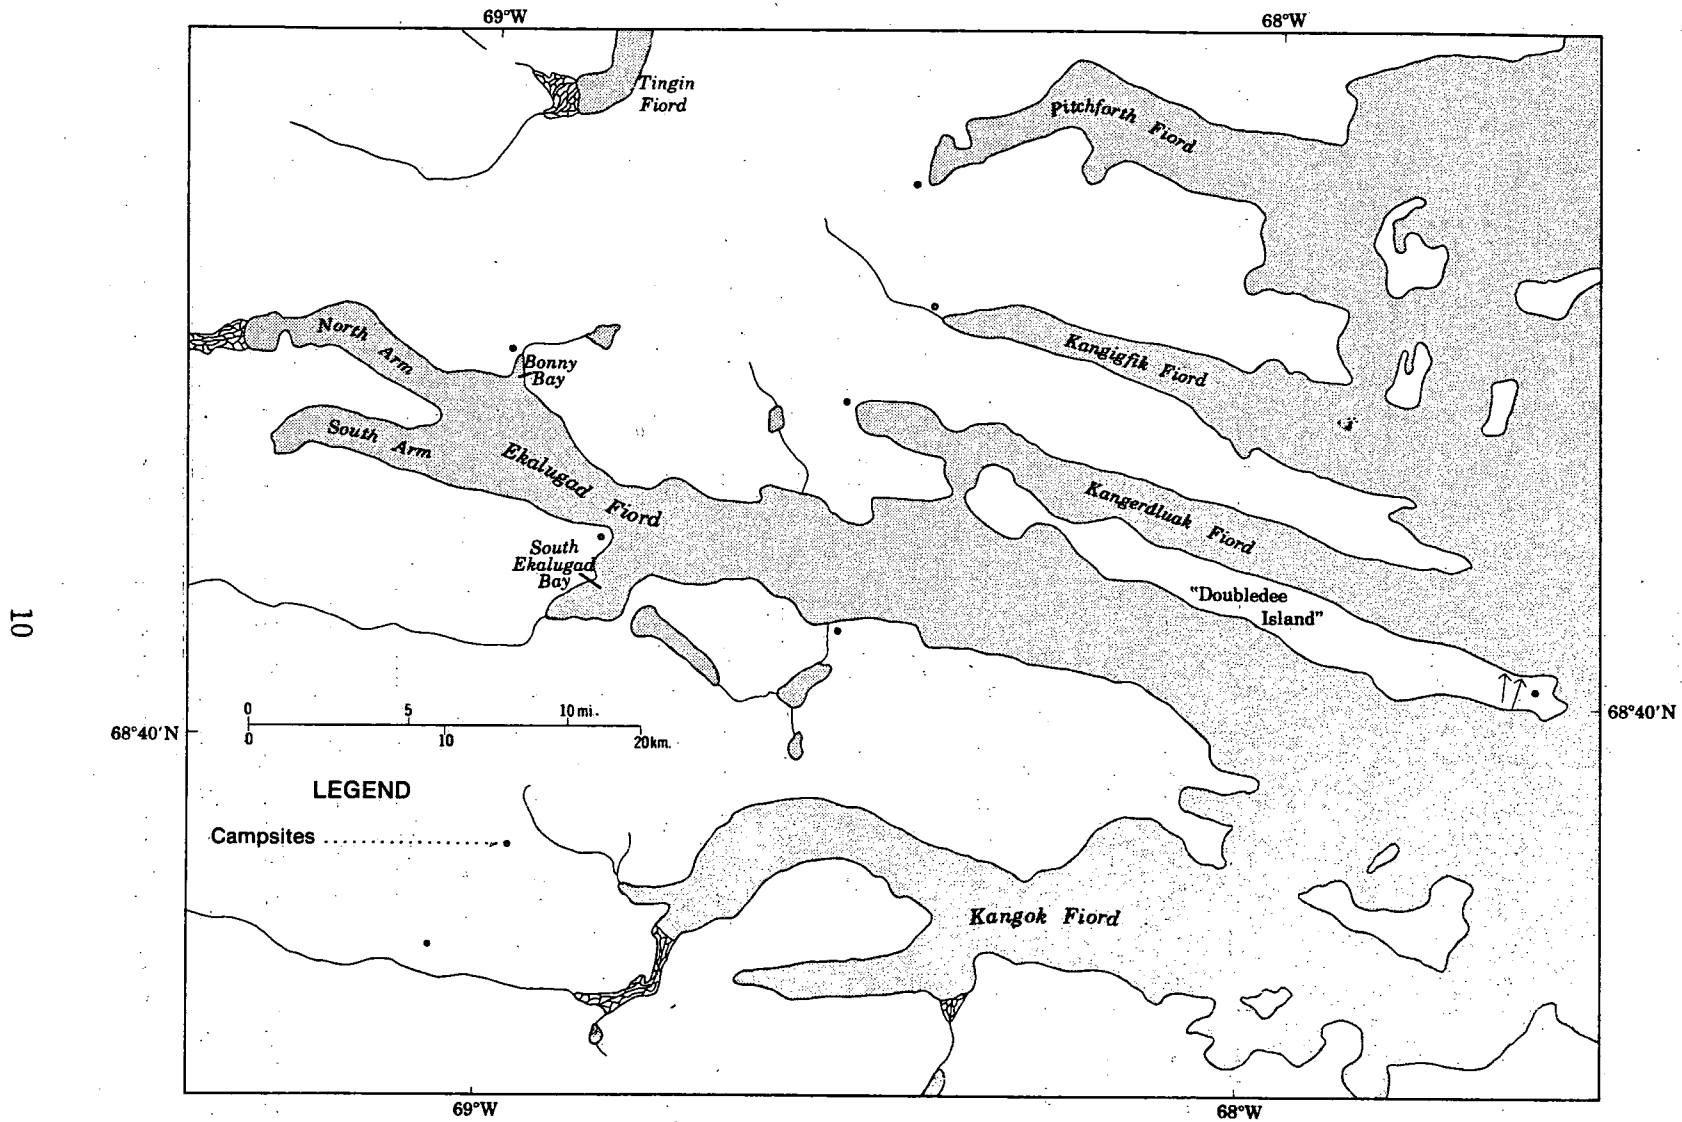 69°W
68°W
Tingin
Fiord
Pitchforth Fiord
North Arm
Bonny
Bay
Kangigfik Fiord
South Arm
Ekalugad
Fiord
Kangerdluak Fiord
South
Ekalugad
Bay
"Doubledee
Island"
0 5 10 mi.
0 10 20km.
68°40'N
68°40'N
LEGEND
Campsites
Kangok Fiord
69°W
68°W
10